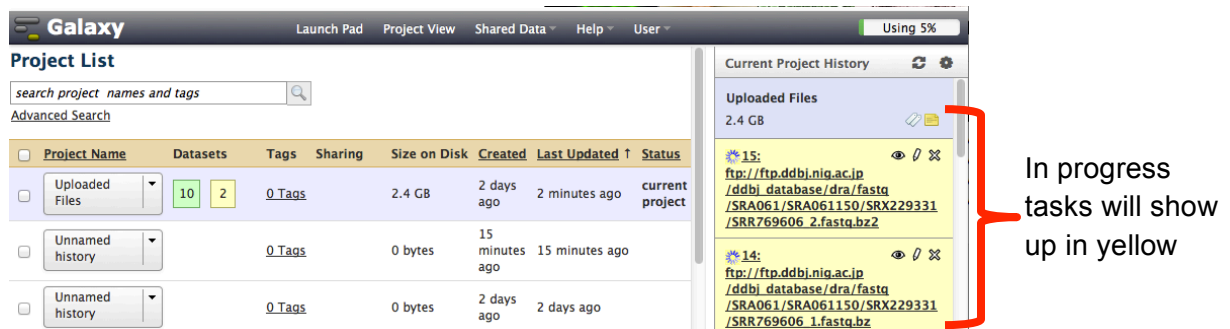 Galaxy Launch Pad Project View Shared Data Help User Using 5%
Project List
search project names and tags
Advanced Search
Project Name Datasets Tags Sharing Size on Disk Created Last Updated ↑ Status
Uploaded Files 10 2 0 Tags 2.4 GB 2 days ago 2 minutes ago current project
Unnamed history 0 Tags 0 bytes 15 minutes ago 15 minutes ago
Unnamed history 0 Tags 0 bytes 2 days ago 2 days ago
Current Project History
Uploaded Files
2.4 GB
15:
ftp://ftp.ddbj.nig.ac.jp
/ddbj_database/dra/fastq
/SRA061/SRA061150/SRX229331
/SRR769606_2.fastq.bz2
14:
ftp://ftp.ddbj.nig.ac.jp
/ddbj_database/dra/fastq
/SRA061/SRA061150/SRX229331
/SRR769606_1.fastq.bz
In progress
tasks will show
up in yellow